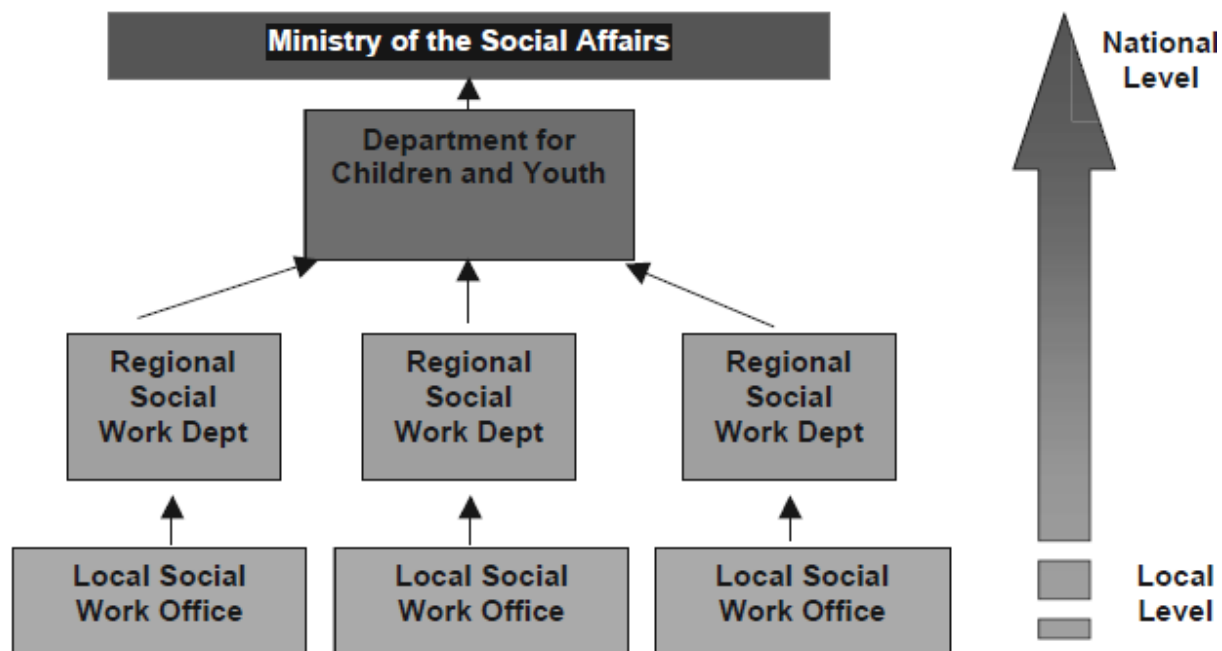 Ministry of the Social Affairs
National
Level
Department for
Children and Youth
Regional
Social
Work Dept
Regional
Social
Work Dept
Regional
Social
Work Dept
Local Social
Work Office
Local Social
Work Office
Local Social
Work Office
Local
Level